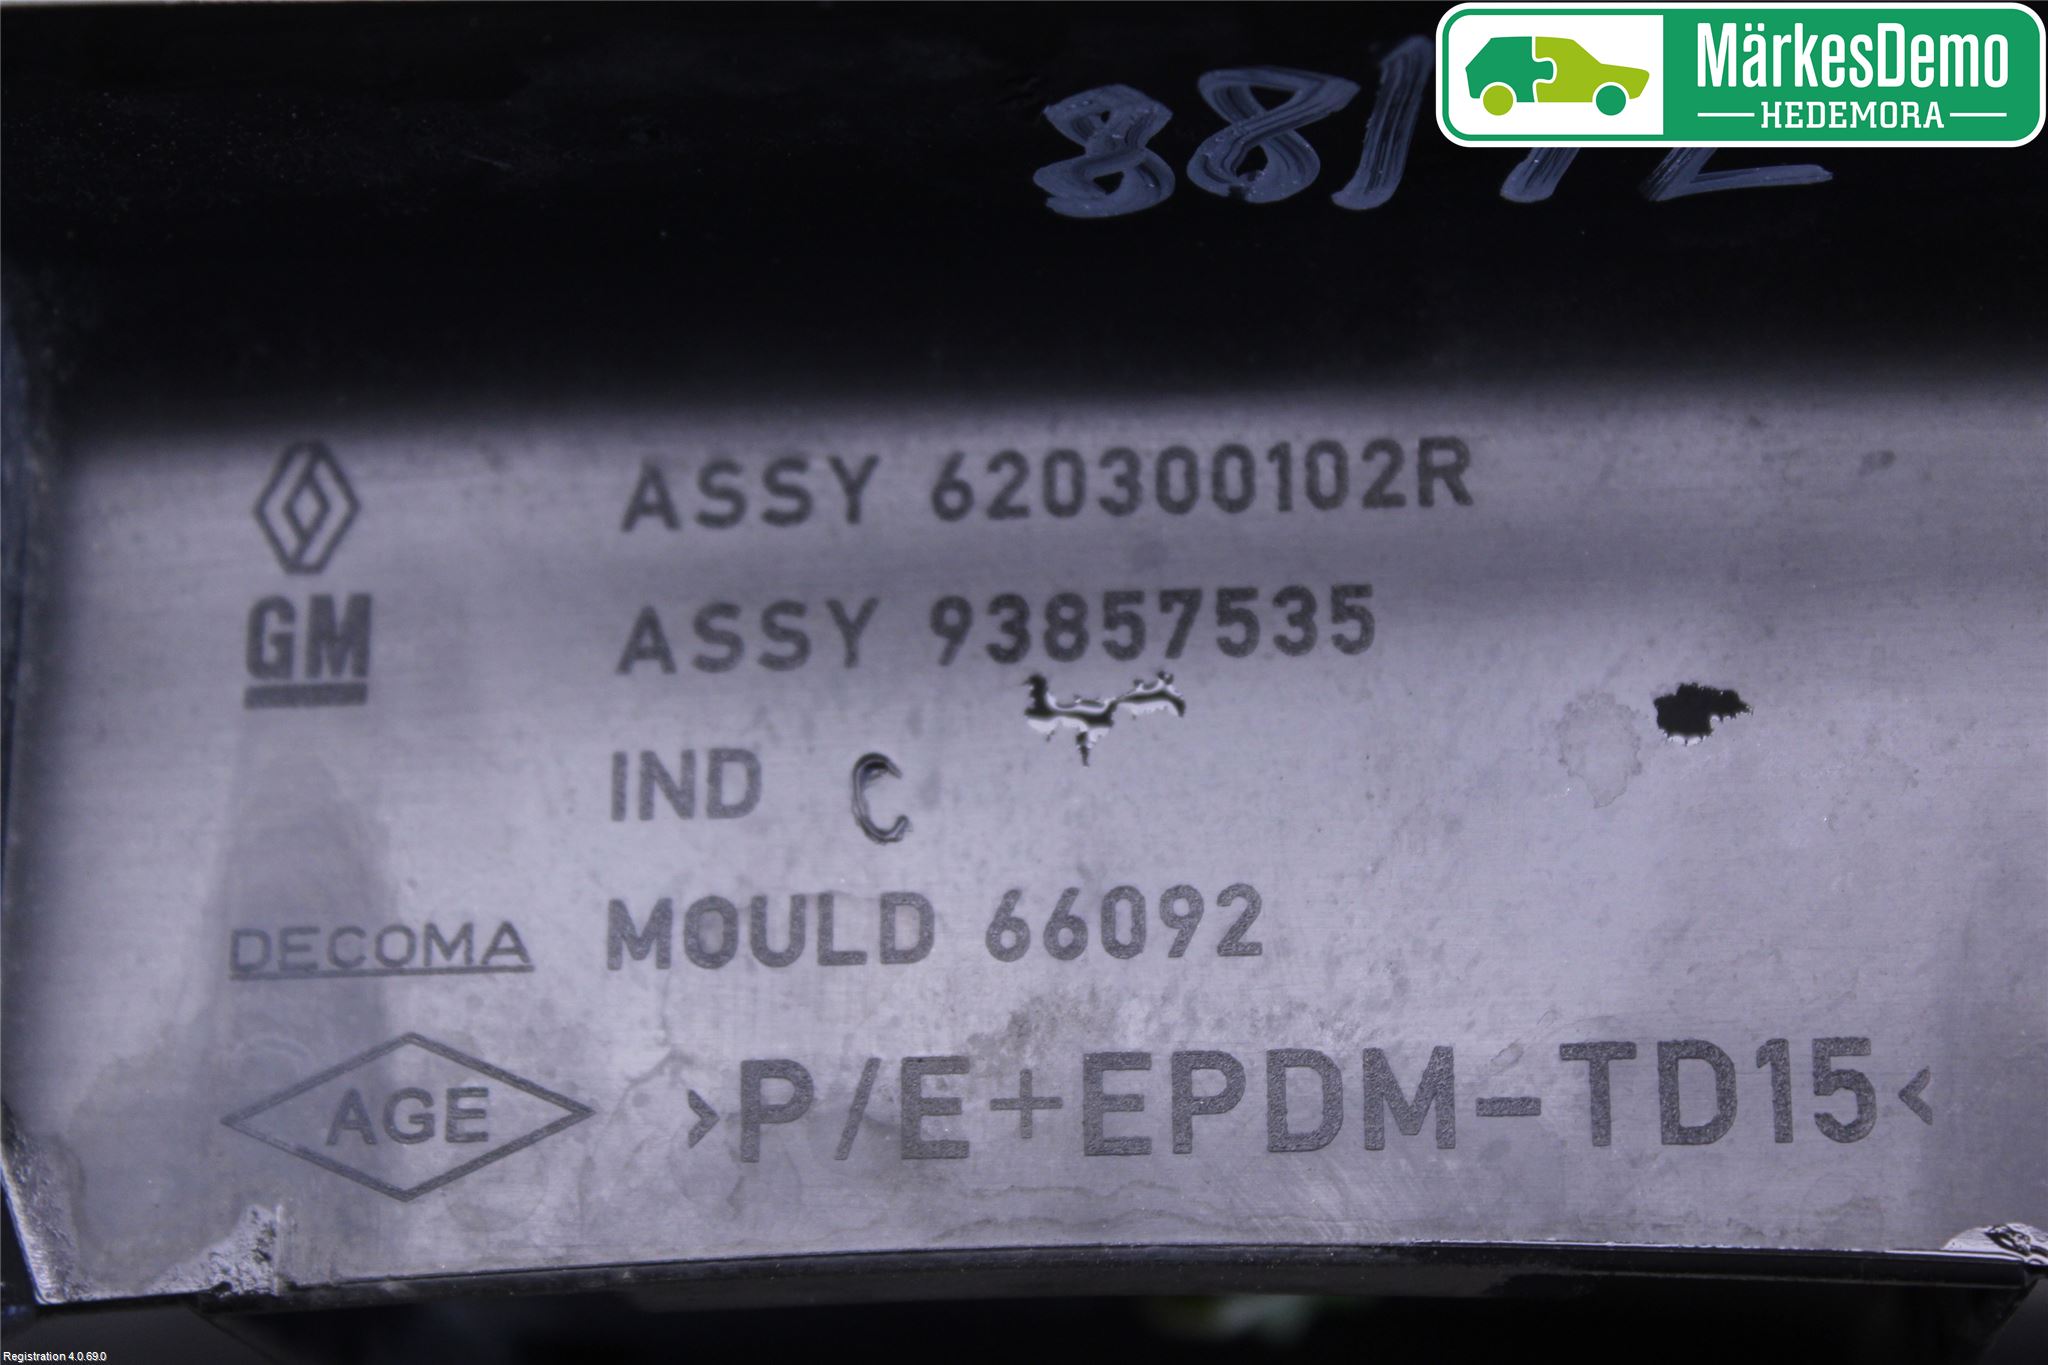 MärkesDemo
HEDEMORA
ASSY 620300102R
GM
ASSY 93857535
IND C
DECOMA
MOULD 66092
AGE
>P/E+EPDM-TD15<
Registration 4.0.69.0